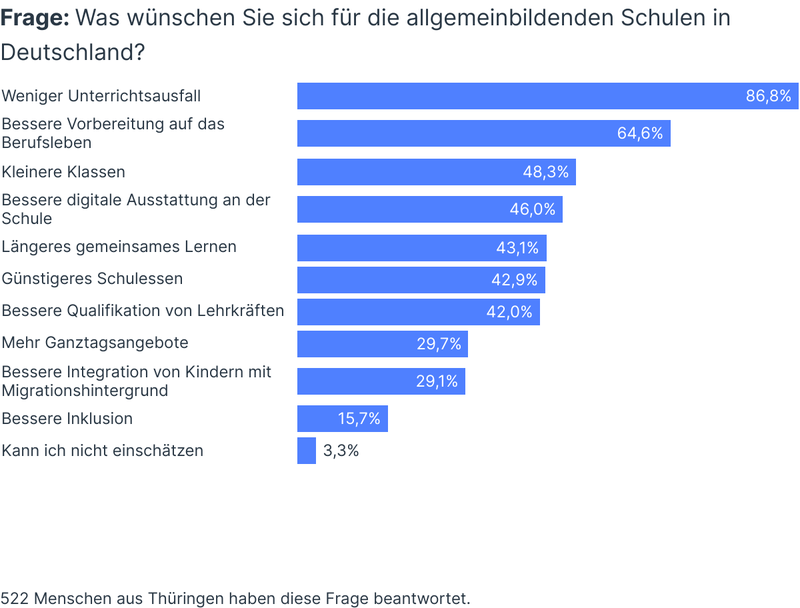 Frage: Was wünschen Sie sich für die allgemeinbildenden Schulen in
Deutschland?
Weniger Unterrichtsausfall 86,8%
Bessere Vorbereitung auf das
Berufsleben 64,6%
Kleinere Klassen 48,3%
Bessere digitale Ausstattung an der
Schule 46,0%
Längeres gemeinsames Lernen 43,1%
Günstigeres Schulessen 42,9%
Bessere Qualifikation von Lehrkräften 42,0%
Mehr Ganztagsangebote 29,7%
Bessere Integration von Kindern mit
Migrationshintergrund 29,1%
Bessere Inklusion 15,7%
Kann ich nicht einschätzen 3,3%
522 Menschen aus Thüringen haben diese Frage beantwortet.